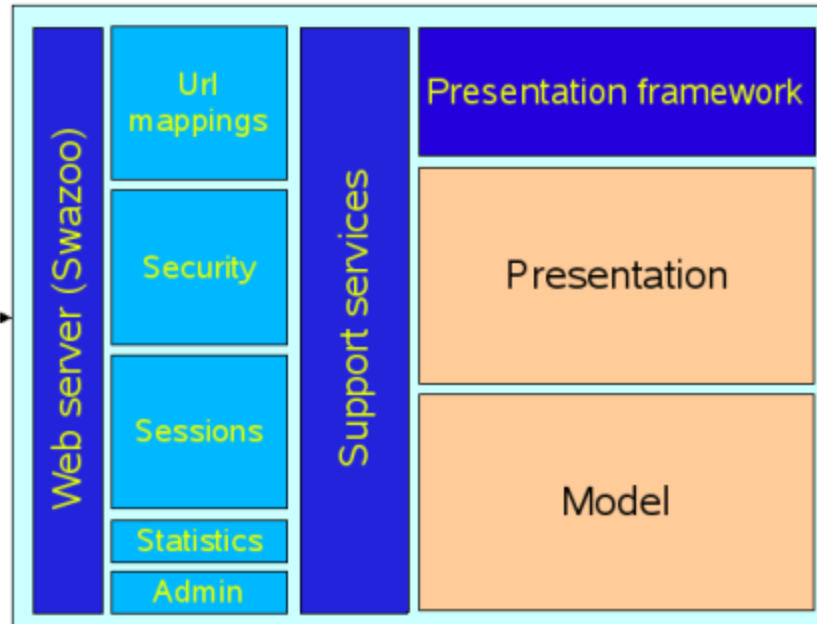 Web server (Swazoo)
Url
mappings
Security
Sessions
Statistics
Admin
Support services
Presentation framework
Presentation
Model